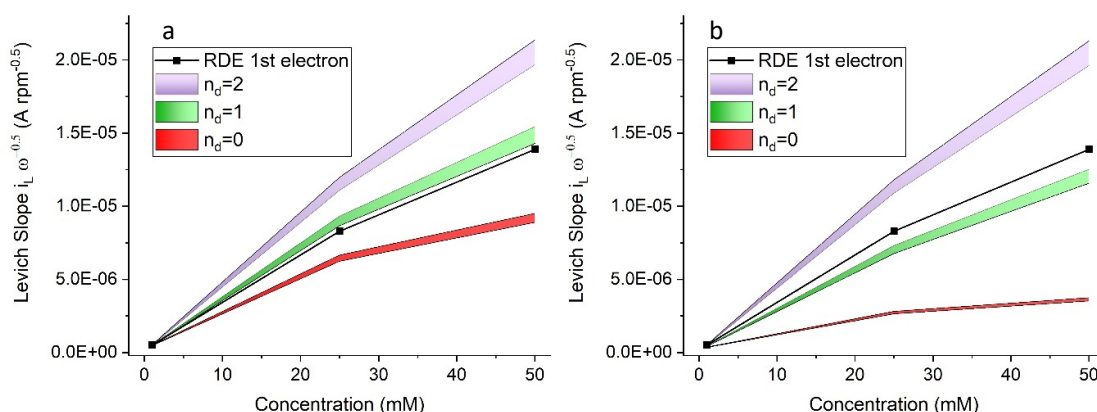 a
RDE 1st electron
n_d=2
n_d=1
n_d=0
2.0E-05
1.5E-05
1.0E-05
5.0E-06
0.0E+00
Levich Slope i_L ω^-0.5 (A rpm^-0.5)
0 10 20 30 40 50
Concentration (mM)
b
RDE 1st electron
n_d=2
n_d=1
n_d=0
2.0E-05
1.5E-05
1.0E-05
5.0E-06
0.0E+00
Levich Slope i_L ω^-0.5 (A rpm^-0.5)
0 10 20 30 40 50
Concentration (mM)